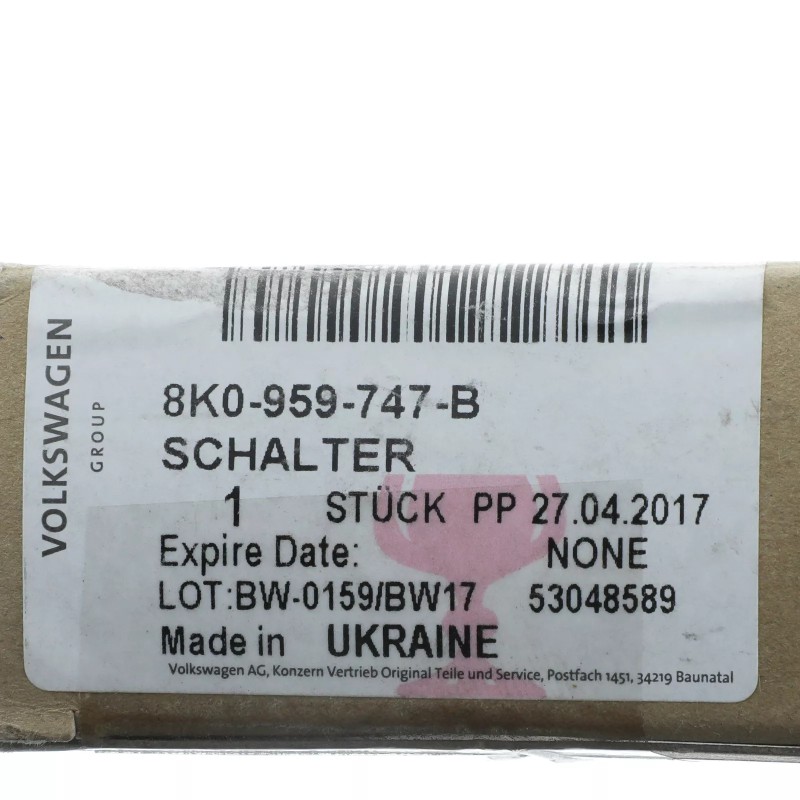 VOLKSWAGEN
GROUP
8K0-959-747-B
SCHALTER
1 STÜCK PP 27.04.2017
Expire Date: NONE
LOT:BW-0159/BW17 53048589
Made in UKRAINE
Volkswagen AG, Konzern Vertrieb Original Teile und Service, Postfach 1451, 34219 Baunatal